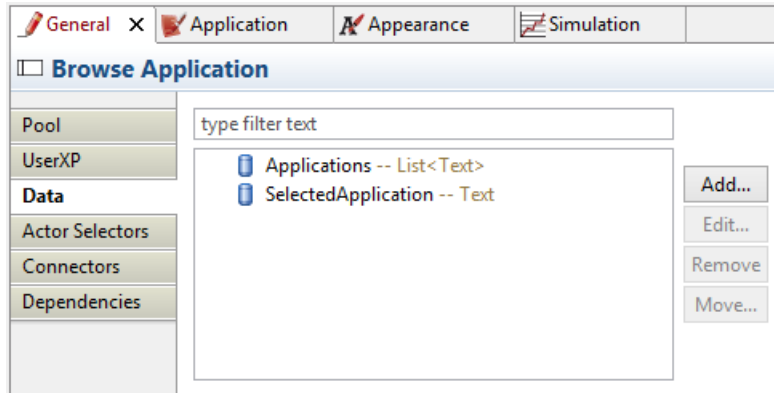 General Application Appearance Simulation
Browse Application
Pool
type filter text
UserXP
Applications -- List<Text>
Data
SelectedApplication -- Text
Add...
Actor Selectors
Edit...
Connectors
Remove
Dependencies
Move...